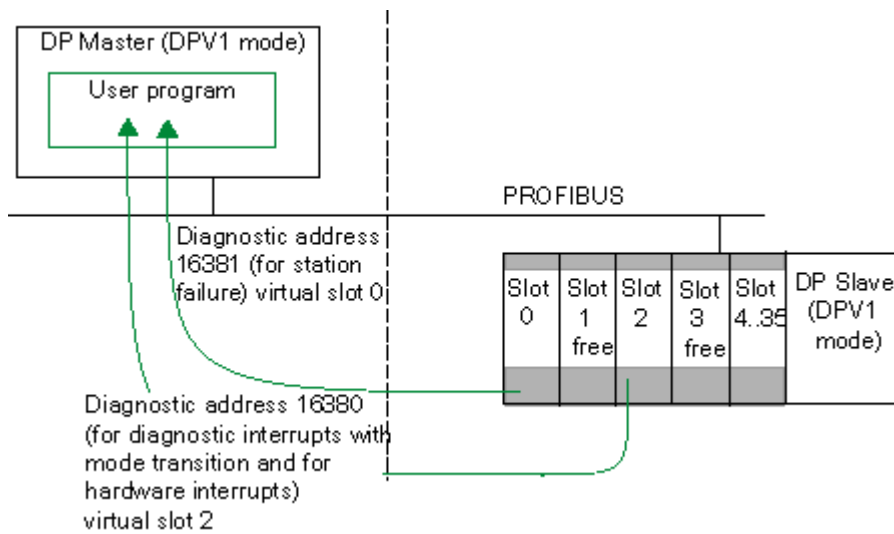 DP Master (DPV1 mode)
User program
PROFIBUS
Diagnostic address
16381 (for station
failure) virtual slot 0
Slot
0
Slot
1
free
Slot
2
Slot
3
free
Slot
4..35
DP Slave
(DPV1
mode)
Diagnostic address 16380
(for diagnostic interrupts with
mode transition and for
hardware interrupts)
virtual slot 2